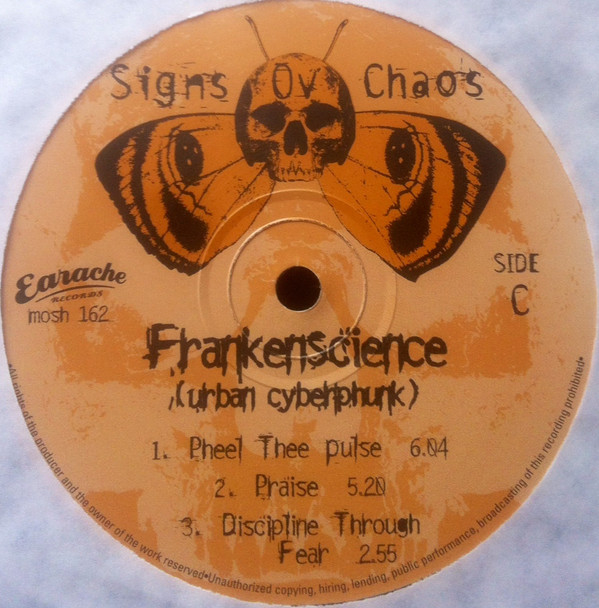 Signs Ov Chaos
Earache
RECORDS
mosh 162
SIDE
C
Frankenscience
(urban cyberphunk)
1. Pheel Thee pulse 6.04
2. Praise 5.20
3. Discipline Through
Fear 2.55
•All rights of the producer and the owner of the work reserved•Unauthorized copying, hiring, lending, public performance, broadcasting of this recording prohibited•